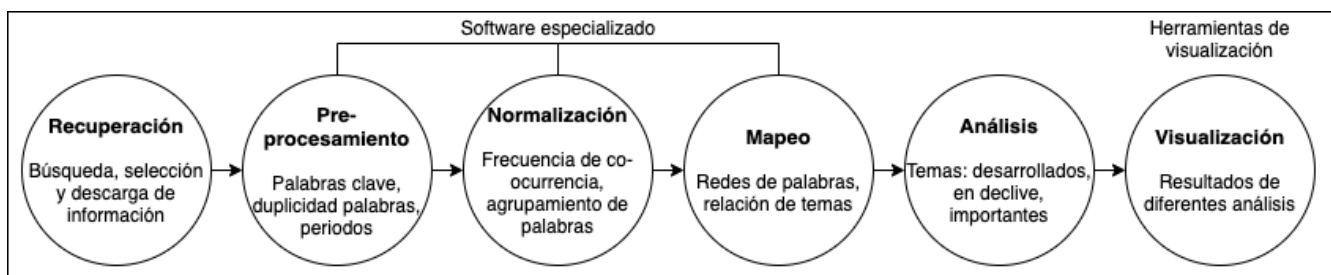 Software especializado
Herramientas de
visualización
Recuperación
Búsqueda, selección
y descarga de
información
Pre-
procesamiento
Palabras clave,
duplicidad palabras,
periodos
Normalización
Frecuencia de co-
ocurrencia,
agrupamiento de
palabras
Mapeo
Redes de palabras,
relación de temas
Análisis
Temas: desarrollados,
en declive,
importantes
Visualización
Resultados de
diferentes análisis